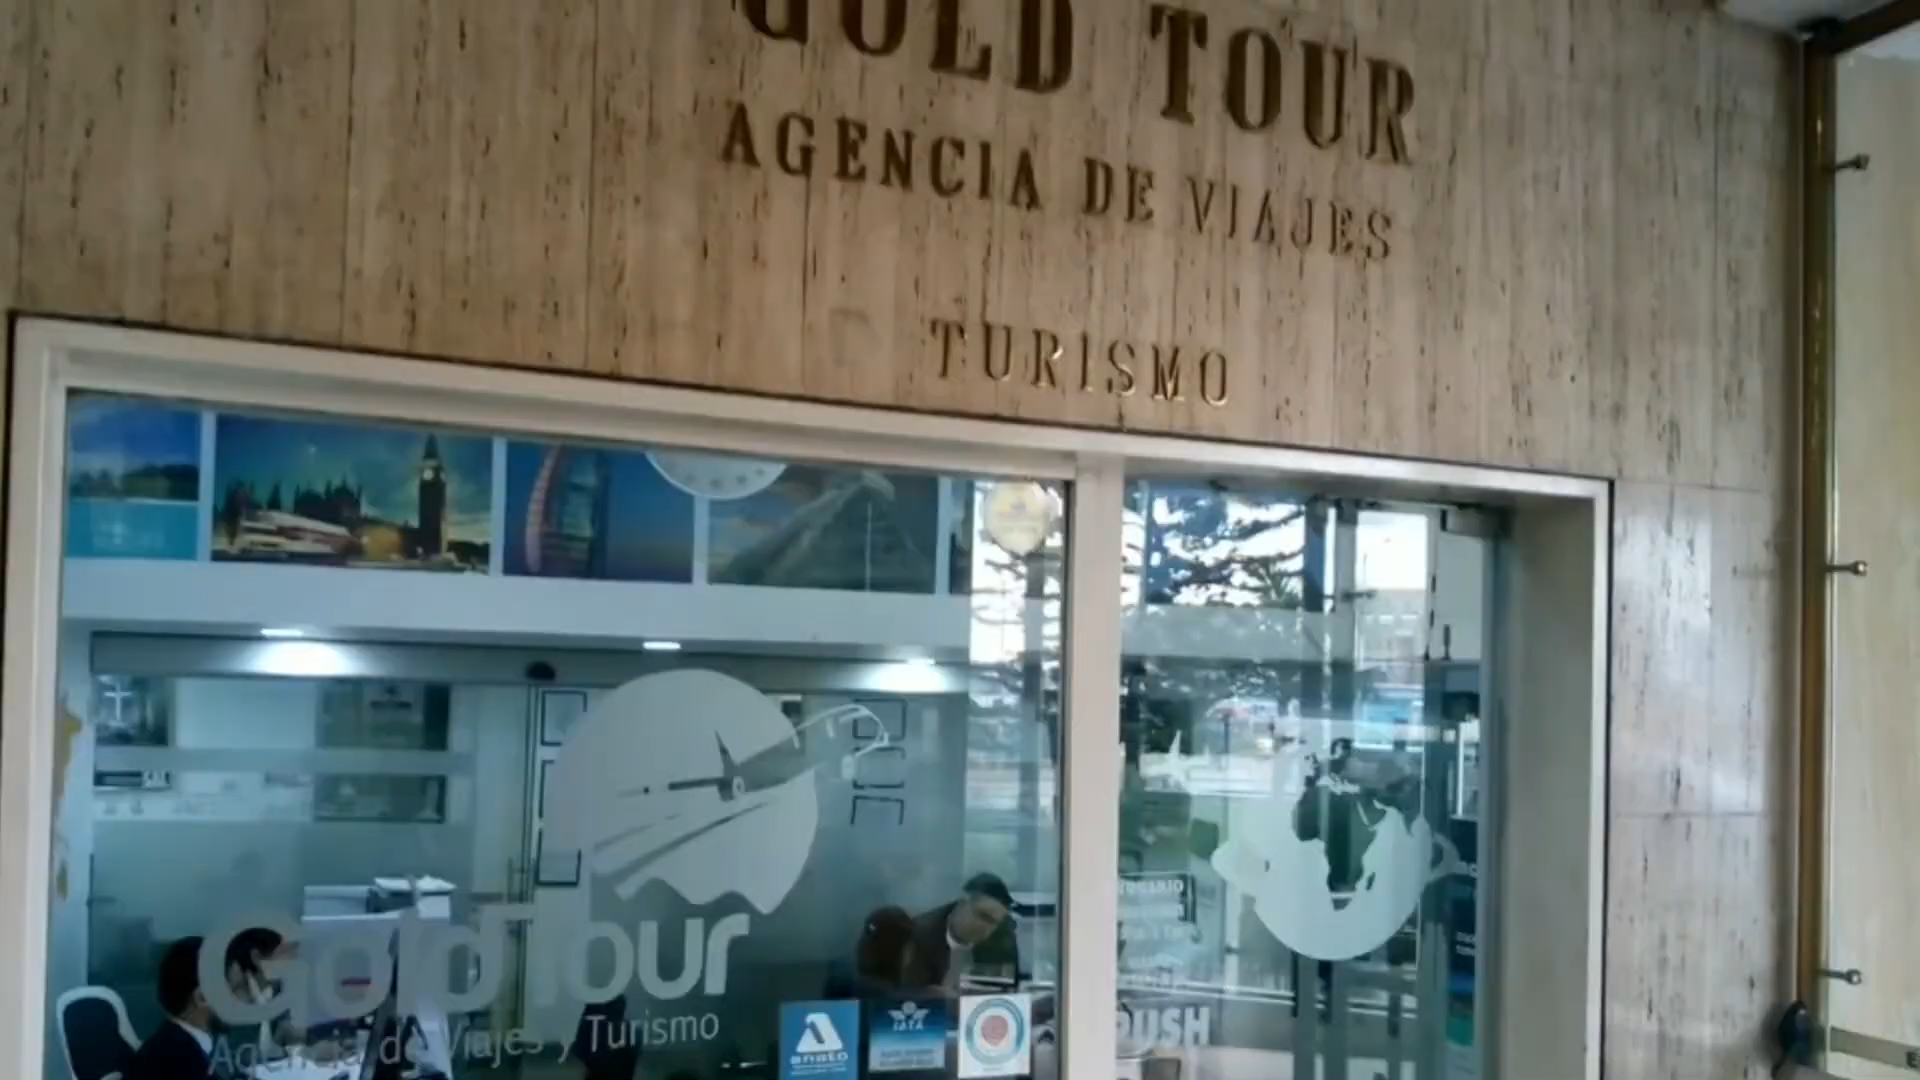 GOLD TOUR
AGENCIA DE VIAJES
TURISMO
GoldTour
Agencia de Viajes y Turismo
anato
IATA
PUSH